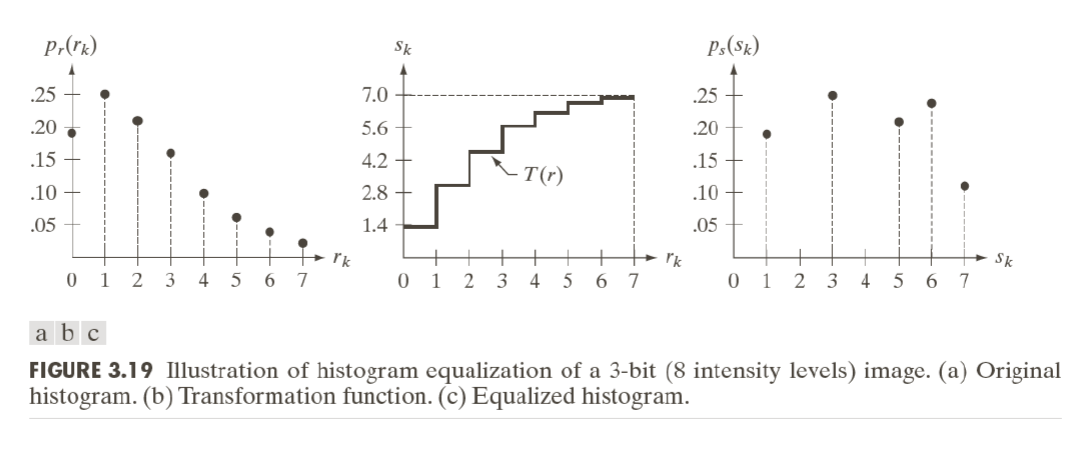 pᵣ(rₖ)
.25
.20
.15
.10
.05
0 1 2 3 4 5 6 7
rₖ
sₖ
7.0
5.6
4.2
2.8
1.4
T(r)
0 1 2 3 4 5 6 7
rₖ
pₛ(sₖ)
.25
.20
.15
.10
.05
0 1 2 3 4 5 6 7
sₖ
a b c
FIGURE 3.19 Illustration of histogram equalization of a 3-bit (8 intensity levels) image. (a) Original
histogram. (b) Transformation function. (c) Equalized histogram.